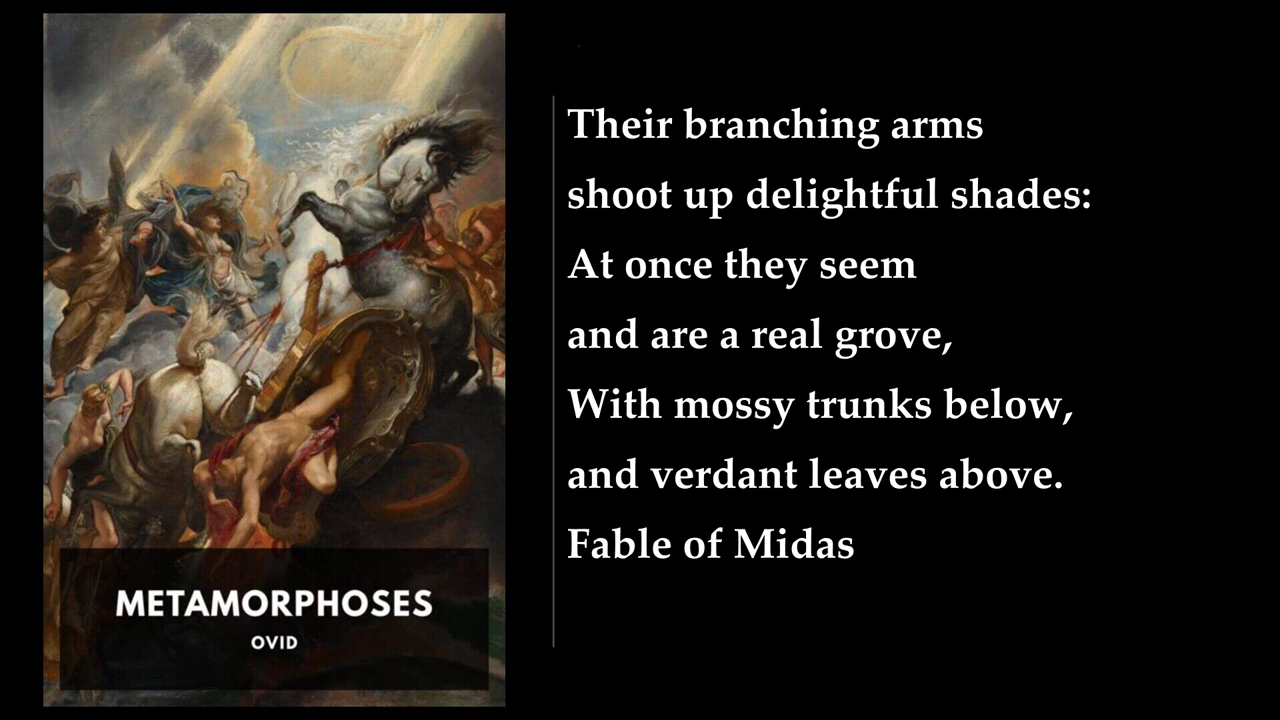 METAMORPHOSES
OVID
Their branching arms
shoot up delightful shades:
At once they seem
and are a real grove,
With mossy trunks below,
and verdant leaves above.
Fable of Midas